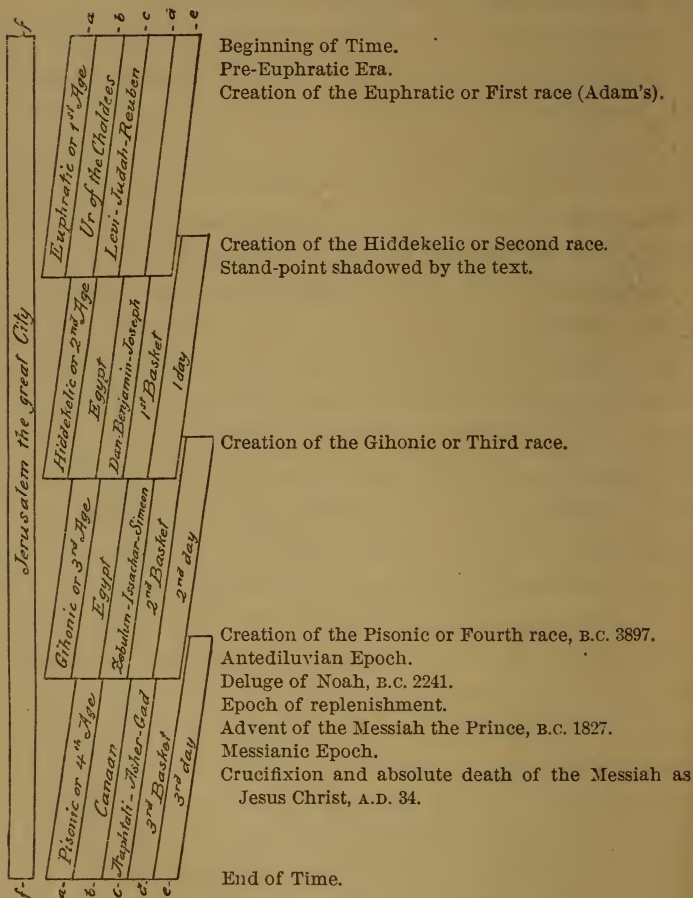 f
-a
-b
-c
-d
-e
Beginning of Time.
Pre-Euphratic Era.
Creation of the Euphratic or First race (Adam's).
Euphratic or 1st Age
Ur of the Chaldees
Levi-Judah-Reuben
Creation of the Hiddekelic or Second race.
Stand-point shadowed by the text.
Jerusalem the great City
Hiddekelic or 2nd Age
Egypt
Dan-Benjamin-Joseph
1st Basket
1 day
Creation of the Gihonic or Third race.
Gihonic or 3rd Age
Egypt
Zobulum-Issachar-Simeon
2nd Basket
2nd day
Creation of the Pisonic or Fourth race, B.C. 3897.
Antediluvian Epoch.
Deluge of Noah, B.C. 2241.
Epoch of replenishment.
Advent of the Messiah the Prince, B.C. 1827.
Messianic Epoch.
Crucifixion and absolute death of the Messiah as
Jesus Christ, A.D. 34.
Pisonic or 4th Age
Canaan
Naphtali-Asher-Gad
3rd Basket
3rd day
End of Time.
f-
a-
b-
c-
d-
e-